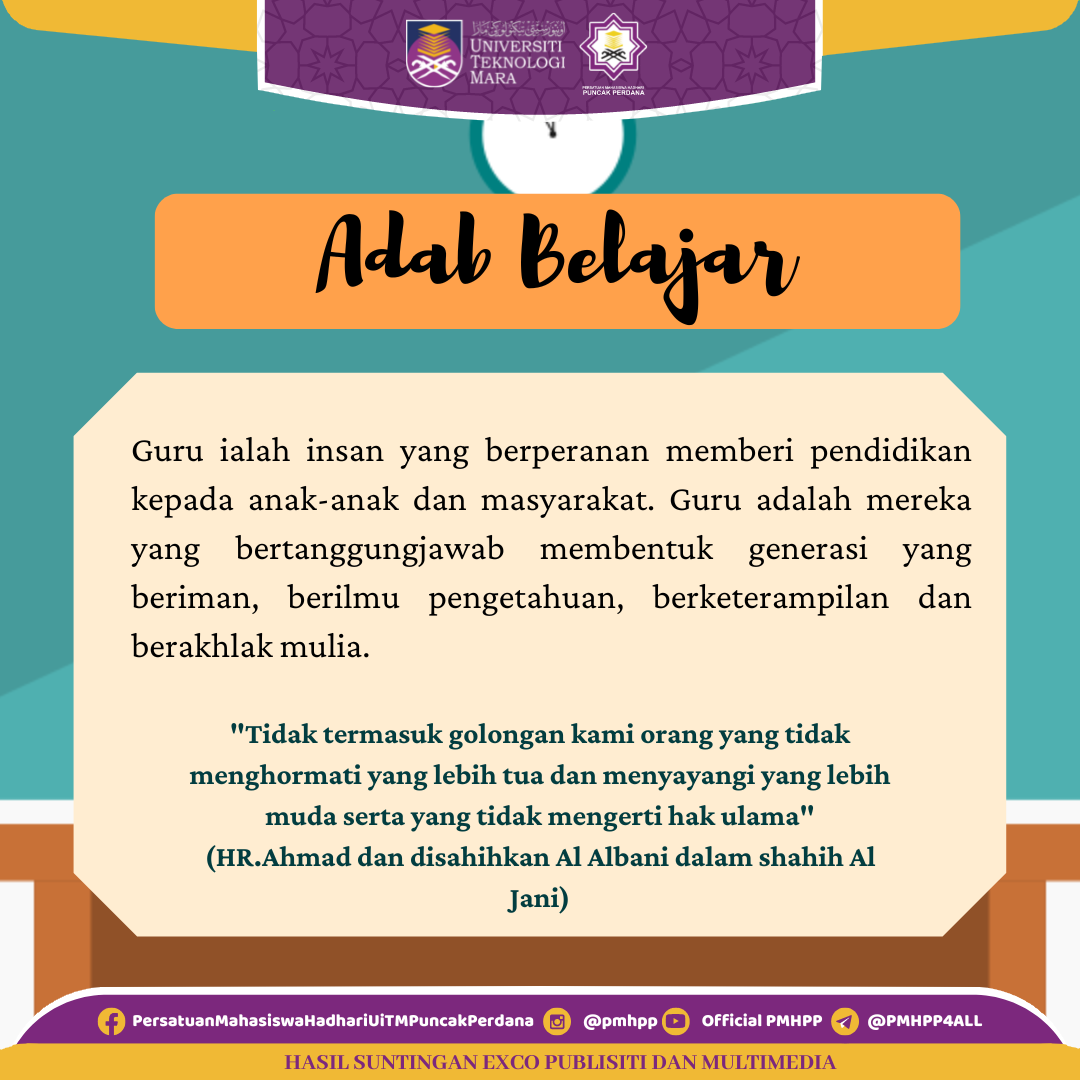 UNIVERSITI
TEKNOLOGI
MARA
PERSATUAN MAHASISWA HADHARI
PUNCAK PERDANA
Adab Belajar
Guru ialah insan yang berperanan memberi pendidikan
kepada anak-anak dan masyarakat. Guru adalah mereka
yang bertanggungjawab membentuk generasi yang
beriman, berilmu pengetahuan, berketerampilan dan
berakhlak mulia.
"Tidak termasuk golongan kami orang yang tidak
menghormati yang lebih tua dan menyayangi yang lebih
muda serta yang tidak mengerti hak ulama"
(HR.Ahmad dan disahihkan Al Albani dalam shahih Al
Jani)
PersatuanMahasiswaHadhariUiTMPuncakPerdana @pmhpp Official PMHPP @PMHPP4ALL
HASIL SUNTINGAN EXCO PUBLISITI DAN MULTIMEDIA